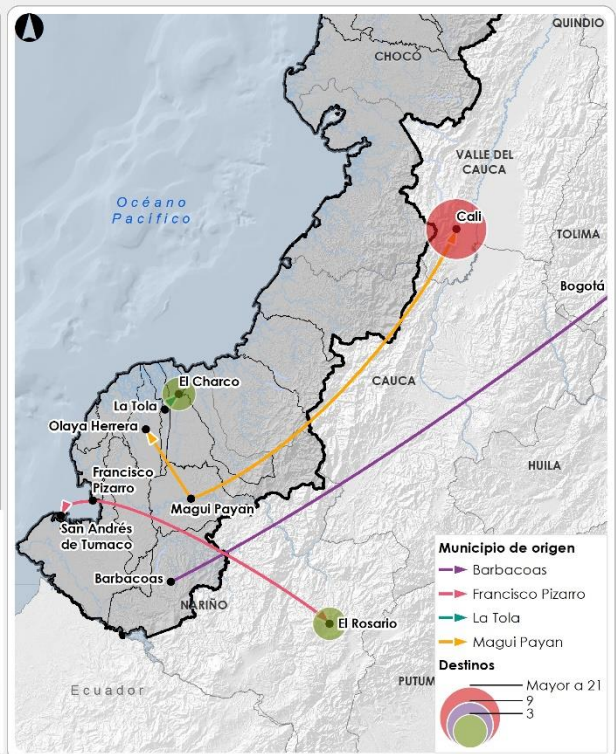 QUINDIO
CHOCÓ
VALLE DEL
CAUCA
Océano
Pacífico
Cali
TOLIMA
Bogotá
El Charco
CAUCA
La Tola
Olaya Herrera
HUILA
Francisco
Pizarro
Magui Payan
San Andrés
de Tumaco
Barbacoas
NARIÑO
El Rosario
Ecuador
PUTUM
Municipio de origen
Barbacoas
Francisco Pizarro
La Tola
Magui Payan
Destinos
Mayor a 21
9
3